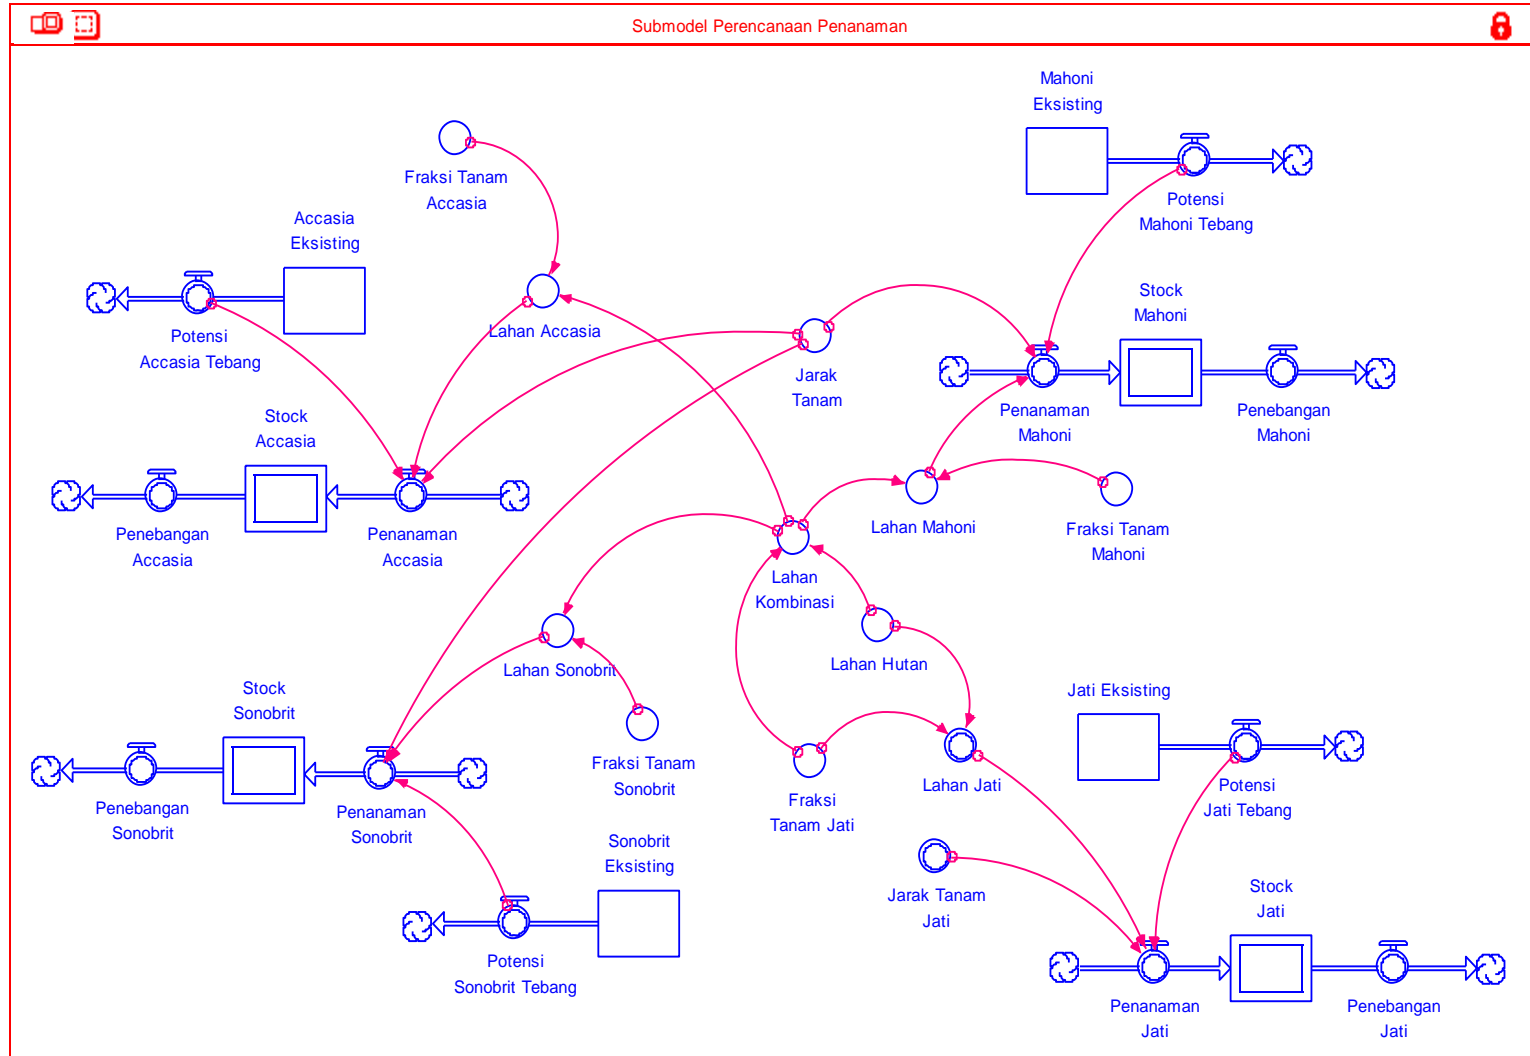 Submodel Perencanaan Penanaman
Mahoni
Eksisting
Fraksi Tanam
Accasia
Potensi
Mahoni Tebang
Accasia
Eksisting
Potensi
Accasia Tebang
Lahan Accasia
Stock
Mahoni
Jarak
Tanam
Penanaman
Mahoni
Penebangan
Mahoni
Stock
Accasia
Penebangan
Accasia
Penanaman
Accasia
Lahan Mahoni
Fraksi Tanam
Mahoni
Lahan
Kombinasi
Lahan Hutan
Lahan Sonobrit
Stock
Sonobrit
Jati Eksisting
Fraksi Tanam
Sonobrit
Penebangan
Sonobrit
Penanaman
Sonobrit
Fraksi
Tanam Jati
Lahan Jati
Potensi
Jati Tebang
Sonobrit
Eksisting
Jarak Tanam
Jati
Stock
Jati
Potensi
Sonobrit Tebang
Penanaman
Jati
Penebangan
Jati